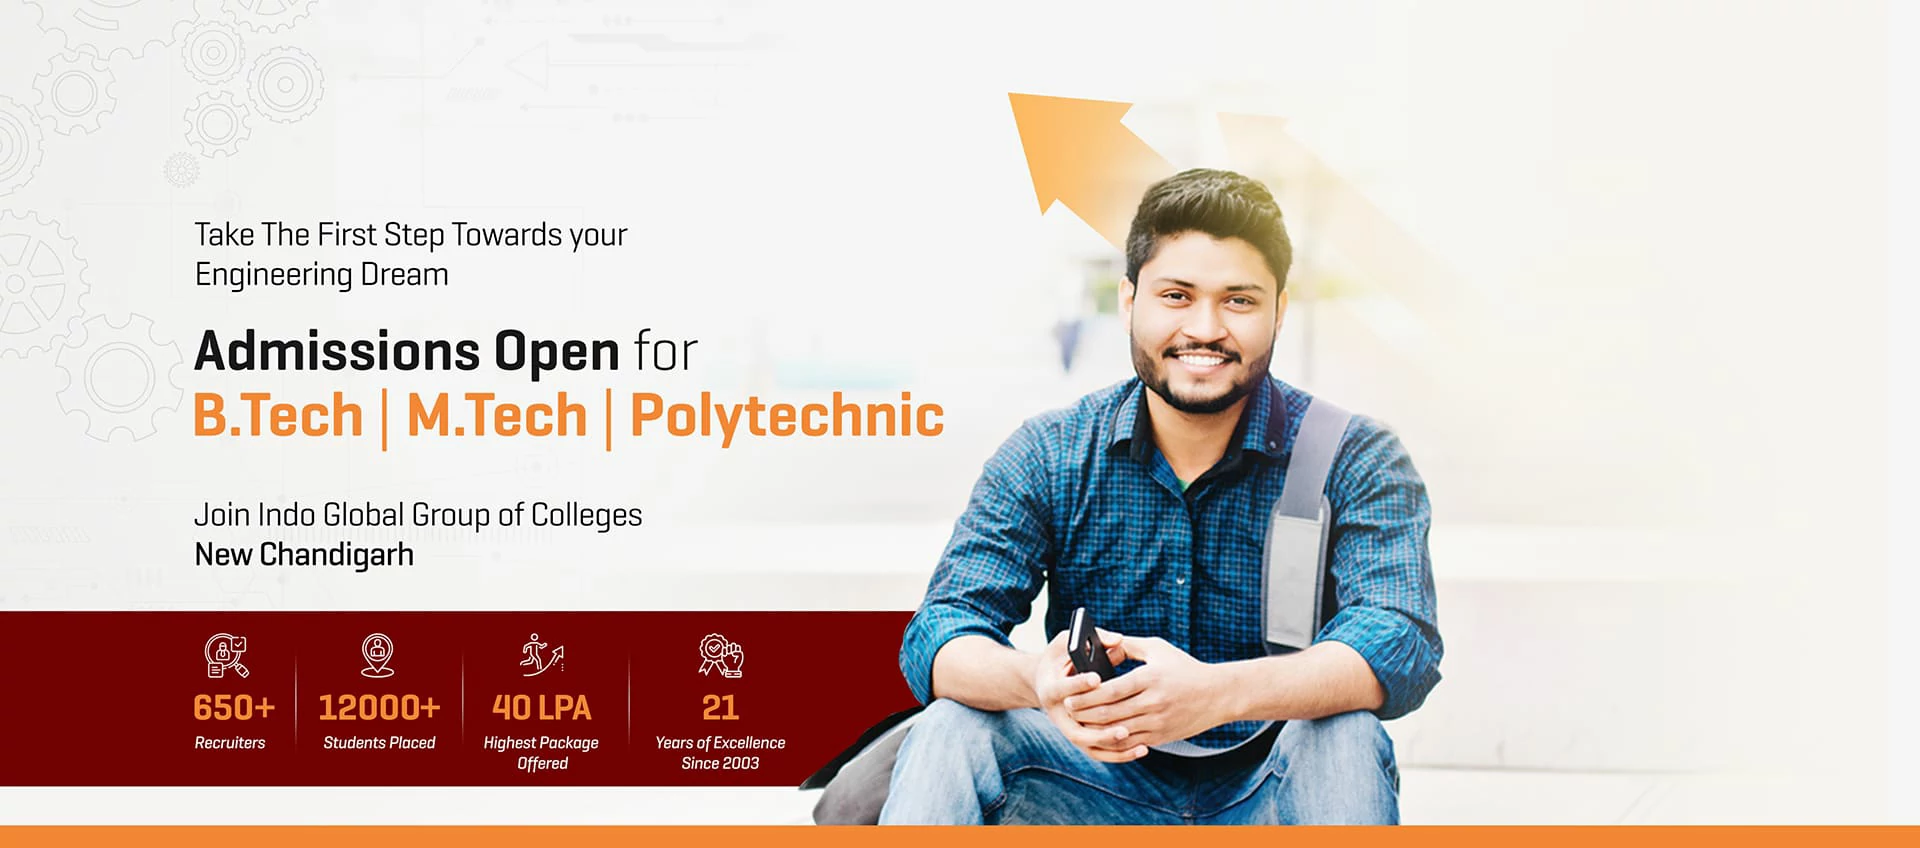 Take The First Step Towards your
Engineering Dream
Admissions Open for
B.Tech | M.Tech | Polytechnic
Join Indo Global Group of Colleges
New Chandigarh
650+
Recruiters
12000+
Students Placed
40 LPA
Highest Package
Offered
21
Years of Excellence
Since 2003